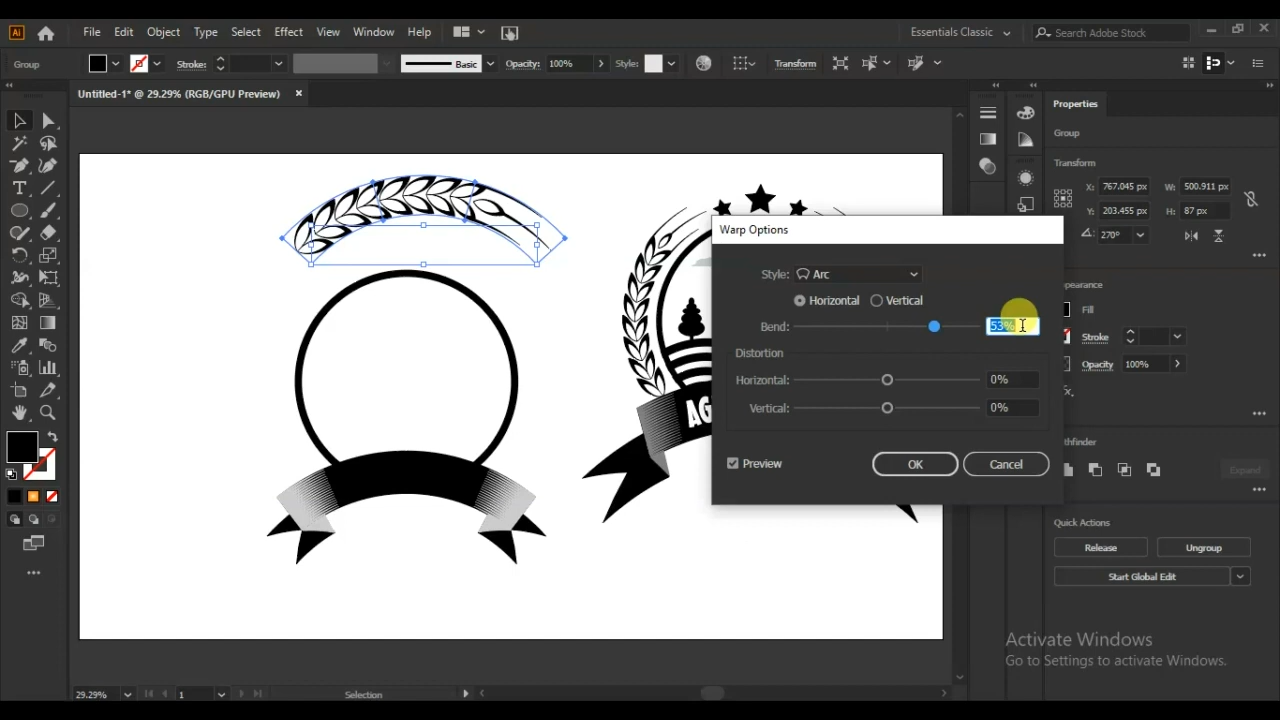 Ai
File Edit Object Type Select Effect View Window Help
Essentials Classic
Search Adobe Stock
Group
Stroke:
Basic
Opacity: 100%
Style:
Transform
Untitled-1* @ 29.29% (RGB/GPU Preview)
Properties
Group
Transform
X: 767.045 px W: 500.911 px
Y: 203.455 px H: 87 px
270°
Warp Options
Style: Arc
Horizontal Vertical
Bend: 53%
Distortion
Horizontal: 0%
Vertical: 0%
Preview
OK Cancel
AG
Appearance
Fill
Stroke
Opacity 100%
Pathfinder
Expand
Quick Actions
Release Ungroup
Start Global Edit
Activate Windows
Go to Settings to activate Windows.
29.29% 1 Selection